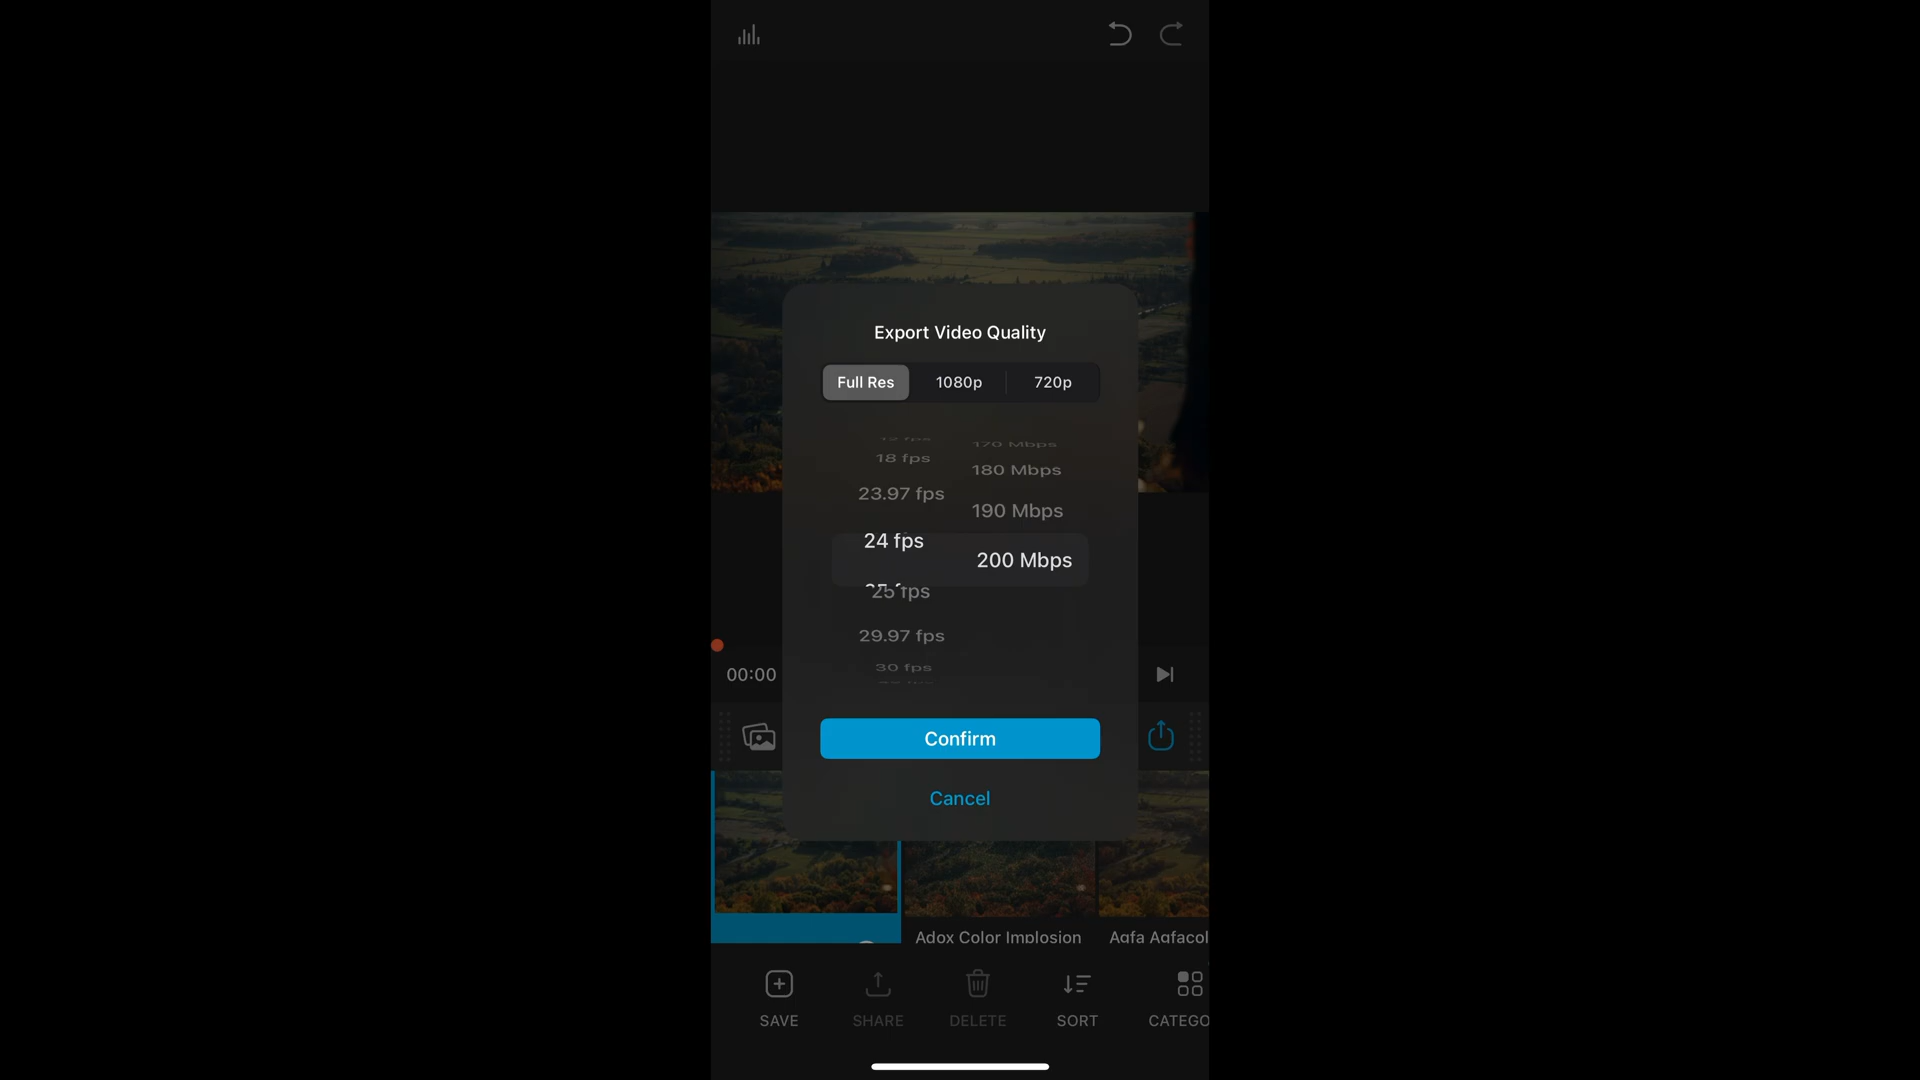 Export Video Quality
Full Res 1080p 720p
170 Mbps
18 fps
180 Mbps
23.97 fps
190 Mbps
24 fps
200 Mbps
25 fps
29.97 fps
30 fps
00:00
Confirm
Cancel
Adox Color Implosion
Agfa Agfacol
SAVE SHARE DELETE SORT CATEGO